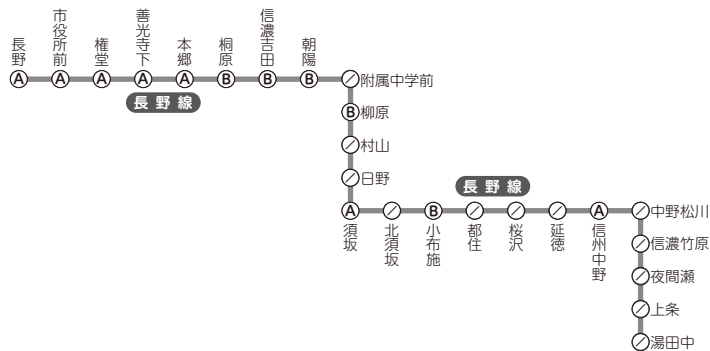 長野
市役所前
権堂
善光寺下
本郷
桐原
信濃吉田
朝陽
A
A
A
A
A
B
B
B
附属中学前
長野線
B
柳原
村山
日野
長野線
A
B
A
中野松川
須坂
北須坂
小布施
都住
桜沢
延徳
信州中野
信濃竹原
夜間瀬
上条
湯田中